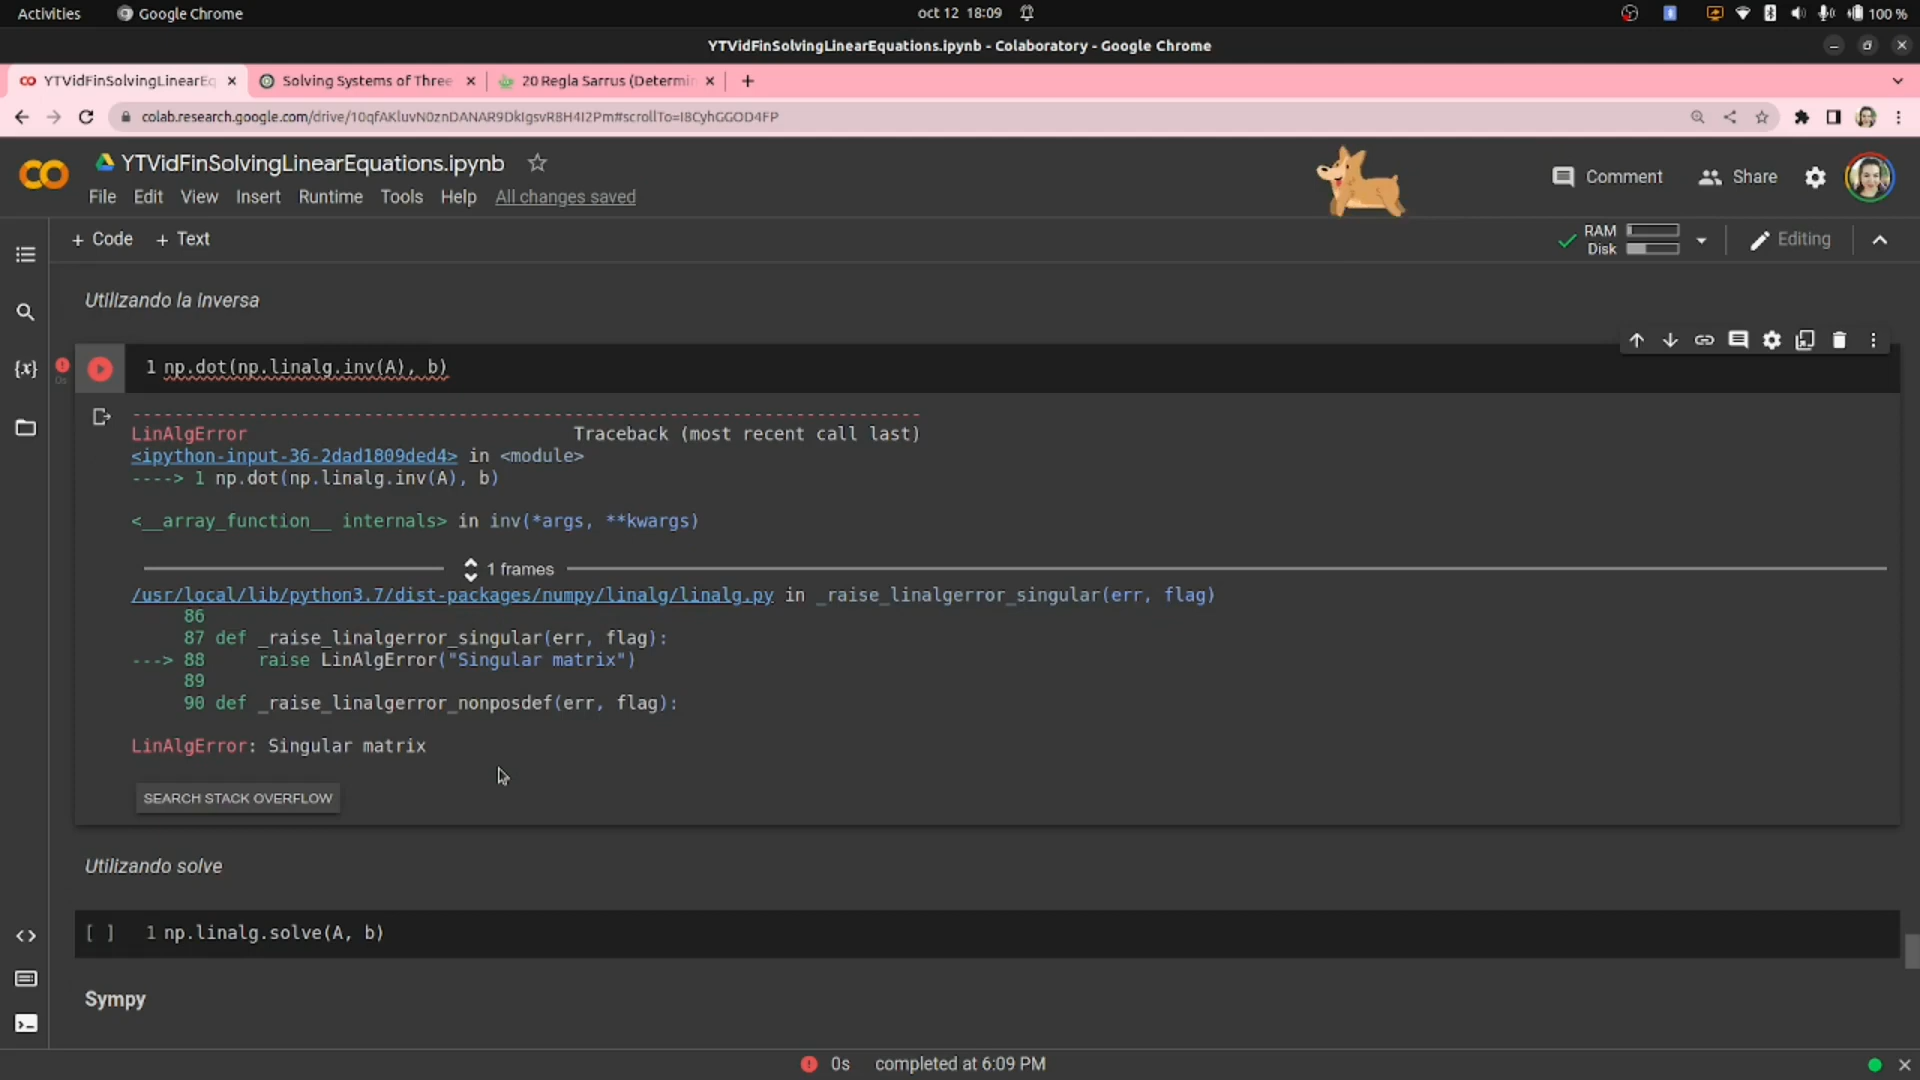 Activities
Google Chrome
oct 12 18:09
100 %
YTVidFinSolvingLinearEquations.ipynb - Colaboratory - Google Chrome
YTVidFinSolvingLinearEq
Solving Systems of Three
20 Regla Sarrus (Determin
colab.research.google.com/drive/10qfAKluvN0znDANAR9DkIgsvR8H4I2Pm#scrollTo=I8CyhGGOD4FP
YTVidFinSolvingLinearEquations.ipynb
File Edit View Insert Runtime Tools Help All changes saved
Comment
Share
+ Code + Text
RAM
Disk
Editing
Utilizando la inversa
1 np.dot(np.linalg.inv(A), b)
0s
---------------------------------------------------------------------------
LinAlgError                               Traceback (most recent call last)
<ipython-input-36-2dad1809ded4> in <module>
----> 1 np.dot(np.linalg.inv(A), b)
<__array_function__ internals> in inv(*args, **kwargs)
1 frames
/usr/local/lib/python3.7/dist-packages/numpy/linalg/linalg.py in _raise_linalgerror_singular(err, flag)
86
87 def _raise_linalgerror_singular(err, flag):
---> 88     raise LinAlgError("Singular matrix")
89
90 def _raise_linalgerror_nonposdef(err, flag):
LinAlgError: Singular matrix
SEARCH STACK OVERFLOW
Utilizando solve
[ ] 1 np.linalg.solve(A, b)
Sympy
0s completed at 6:09 PM